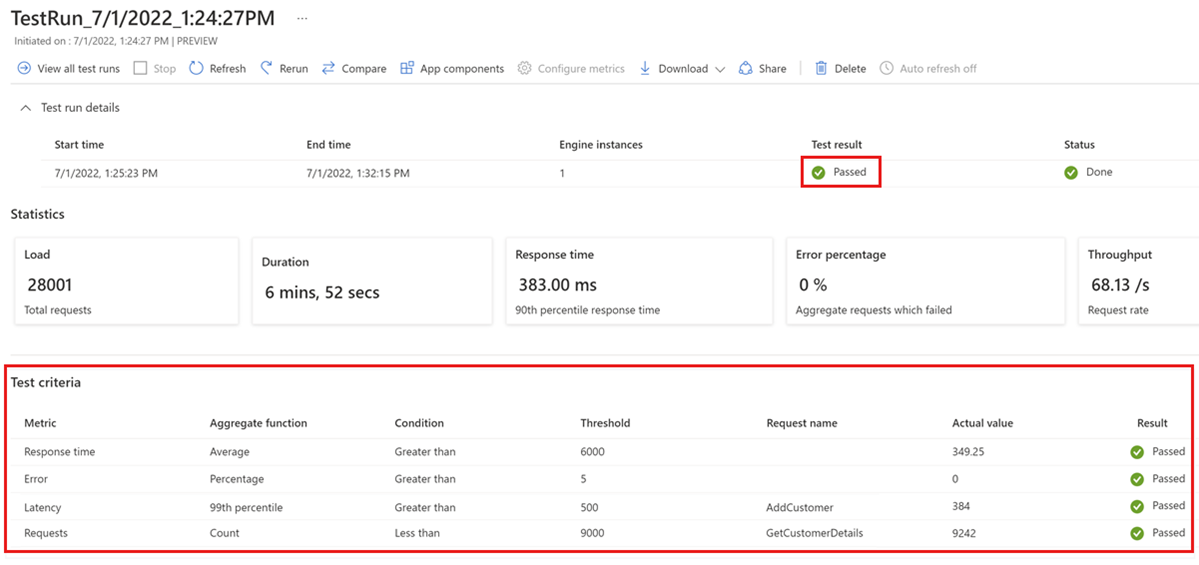 TestRun_7/1/2022_1:24:27PM ...
Initiated on : 7/1/2022, 1:24:27 PM | PREVIEW
View all test runs Stop Refresh Rerun Compare App components Configure metrics Download Share Delete Auto refresh off
Test run details
Start time End time Engine instances Test result Status
7/1/2022, 1:25:23 PM 7/1/2022, 1:32:15 PM 1 Passed Done
Statistics
Load
28001
Total requests
Duration
6 mins, 52 secs
Response time
383.00 ms
90th percentile response time
Error percentage
0 %
Aggregate requests which failed
Throughput
68.13 /s
Request rate
Test criteria
Metric Aggregate function Condition Threshold Request name Actual value Result
Response time Average Greater than 6000 349.25 Passed
Error Percentage Greater than 5 0 Passed
Latency 99th percentile Greater than 500 AddCustomer 384 Passed
Requests Count Less than 9000 GetCustomerDetails 9242 Passed